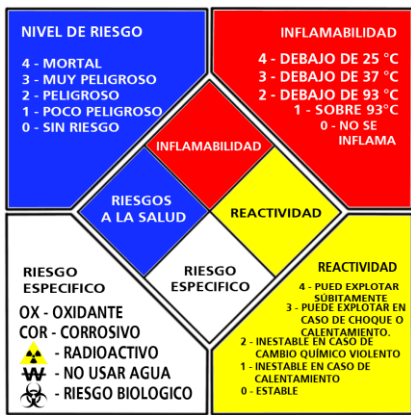 NIVEL DE RIESGO
4 - MORTAL
3 - MUY PELIGROSO
2 - PELIGROSO
1 - POCO PELIGROSO
0 - SIN RIESGO
INFLAMABILIDAD
4 - DEBAJO DE 25 °C
3 - DEBAJO DE 37 °C
2 - DEBAJO DE 93 °C
1 - SOBRE 93°C
0 - NO SE
INFLAMA
INFLAMABILIDAD
RIESGOS
A LA SALUD
REACTIVIDAD
RIESGO
ESPECIFICO
RIESGO
ESPECIFICO
OX - OXIDANTE
COR - CORROSIVO
- RADIOACTIVO
W - NO USAR AGUA
- RIESGO BIOLOGICO
REACTIVIDAD
4 - PUED EXPLOTAR
SÚBITAMENTE
3 - PUEDE EXPLOTAR EN
CASO DE CHOQUE O
CALENTAMIENTO.
2 - INESTABLE EN CASO DE
CAMBIO QUÍMICO VIOLENTO
1 - INESTABLE EN CASO DE
CALENTAMIENTO
0 - ESTABLE